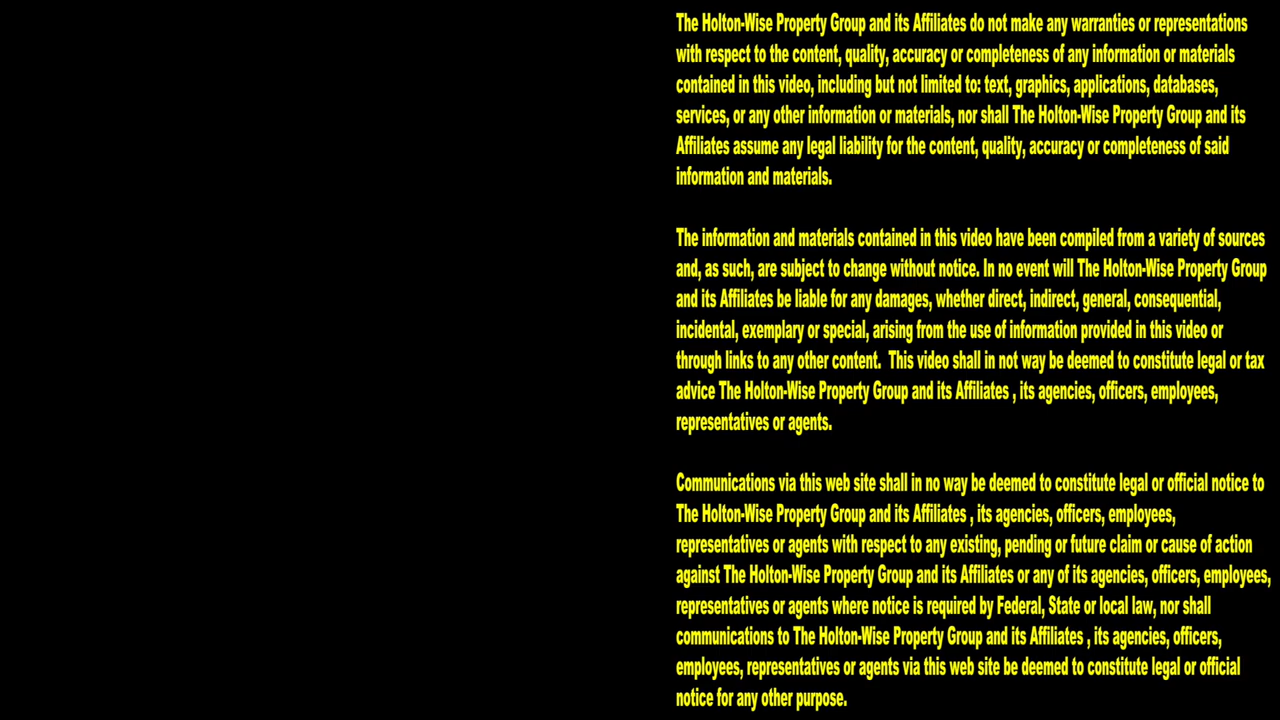 The Holton-Wise Property Group and its Affiliates do not make any warranties or representations
with respect to the content, quality, accuracy or completeness of any information or materials
contained in this video, including but not limited to: text, graphics, applications, databases,
services, or any other information or materials, nor shall The Holton-Wise Property Group and its
Affiliates assume any legal liability for the content, quality, accuracy or completeness of said
information and materials.
The information and materials contained in this video have been compiled from a variety of sources
and, as such, are subject to change without notice. In no event will The Holton-Wise Property Group
and its Affiliates be liable for any damages, whether direct, indirect, general, consequential,
incidental, exemplary or special, arising from the use of information provided in this video or
through links to any other content.  This video shall in not way be deemed to constitute legal or tax
advice The Holton-Wise Property Group and its Affiliates , its agencies, officers, employees,
representatives or agents.
Communications via this web site shall in no way be deemed to constitute legal or official notice to
The Holton-Wise Property Group and its Affiliates , its agencies, officers, employees,
representatives or agents with respect to any existing, pending or future claim or cause of action
against The Holton-Wise Property Group and its Affiliates or any of its agencies, officers, employees,
representatives or agents where notice is required by Federal, State or local law, nor shall
communications to The Holton-Wise Property Group and its Affiliates , its agencies, officers,
employees, representatives or agents via this web site be deemed to constitute legal or official
notice for any other purpose.